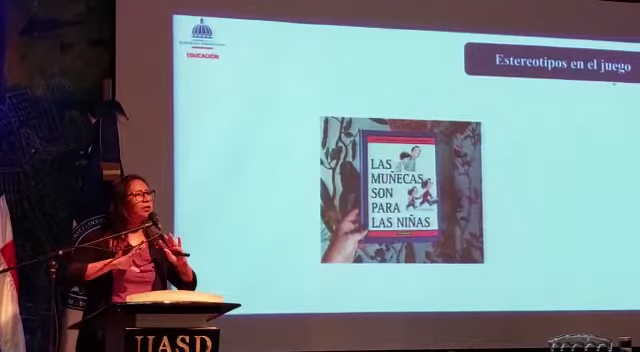 EDUCACIÓN
Estereotipos en el juego
LAS
MUÑECAS
SON
PARA
LAS NIÑAS
UASD